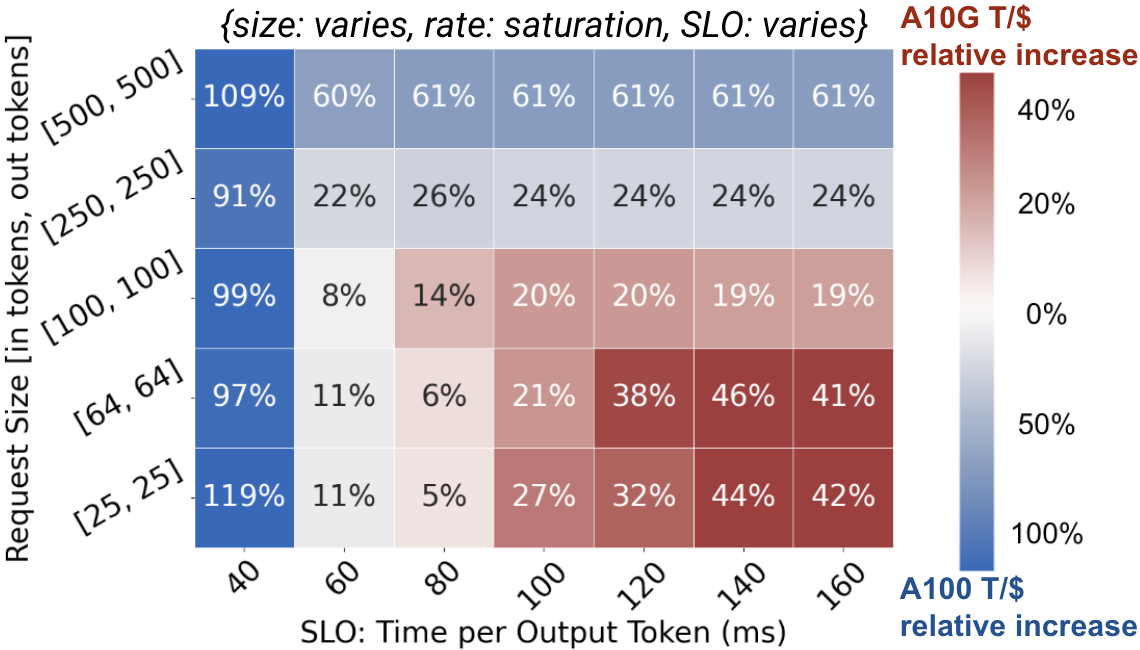 {size: varies, rate: saturation, SLO: varies}
A10G T/$
relative increase
Request Size [in tokens, out tokens]
[500, 500]
109% 60% 61% 61% 61% 61% 61%
[250, 250]
91% 22% 26% 24% 24% 24% 24%
[100, 100]
99% 8% 14% 20% 20% 19% 19%
[64, 64]
97% 11% 6% 21% 38% 46% 41%
[25, 25]
119% 11% 5% 27% 32% 44% 42%
40 60 80 100 120 140 160
SLO: Time per Output Token (ms)
40%
20%
0%
50%
100%
A100 T/$
relative increase